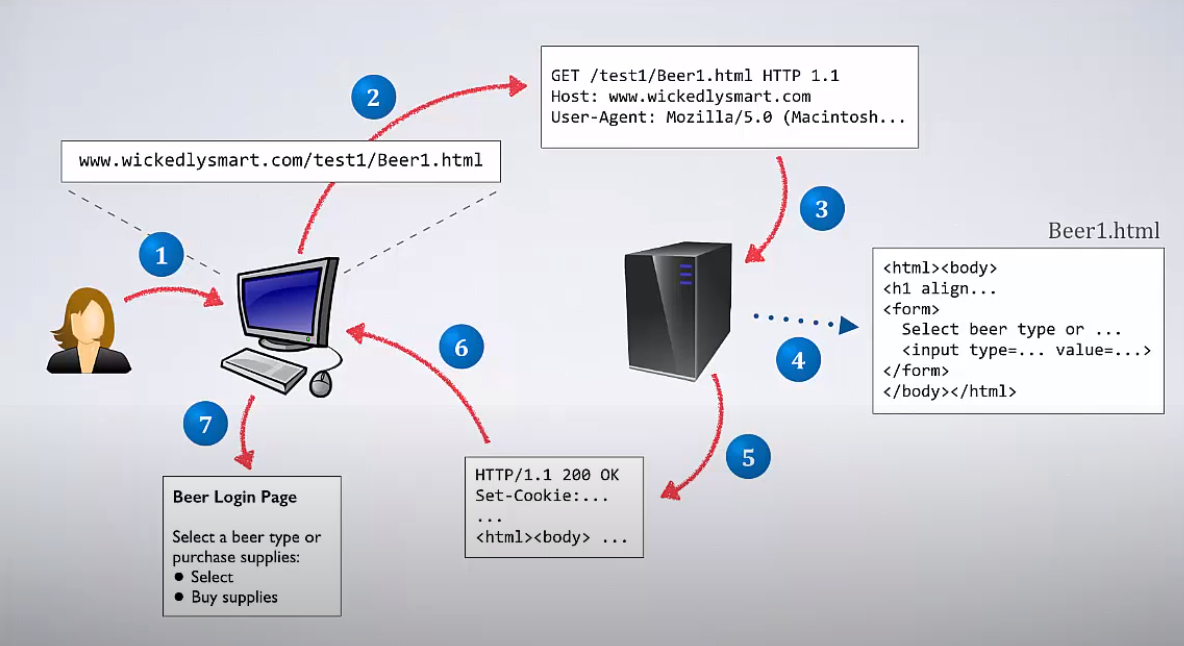 1
www.wickedlysmart.com/test1/Beer1.html
2
GET /test1/Beer1.html HTTP 1.1
Host: www.wickedlysmart.com
User-Agent: Mozilla/5.0 (Macintosh...
3
4
Beer1.html
<html><body>
<h1 align...
<form>
Select beer type or ...
<input type=... value=...>
</form>
</body></html>
5
HTTP/1.1 200 OK
Set-Cookie:...
...
<html><body> ...
6
7
Beer Login Page
Select a beer type or
purchase supplies:
● Select
● Buy supplies